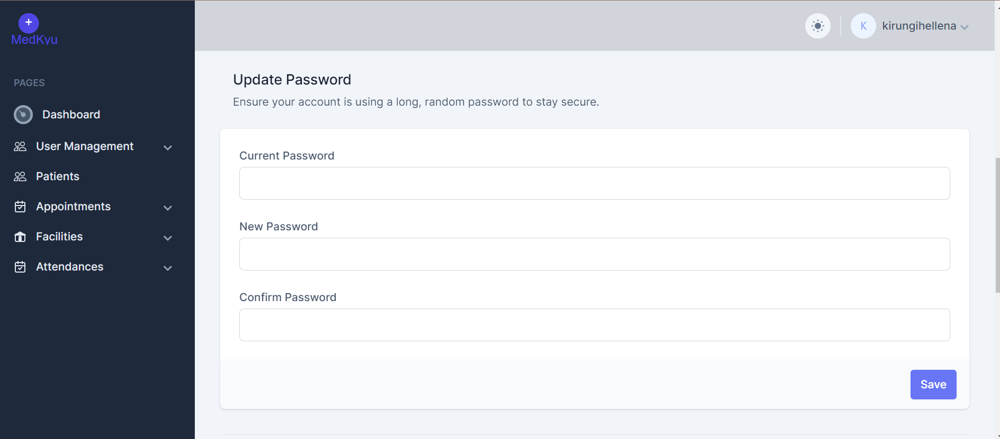 MedKyu
PAGES
Dashboard
User Management
Patients
Appointments
Facilities
Attendances
K kirungihellena
Update Password
Ensure your account is using a long, random password to stay secure.
Current Password
New Password
Confirm Password
Save